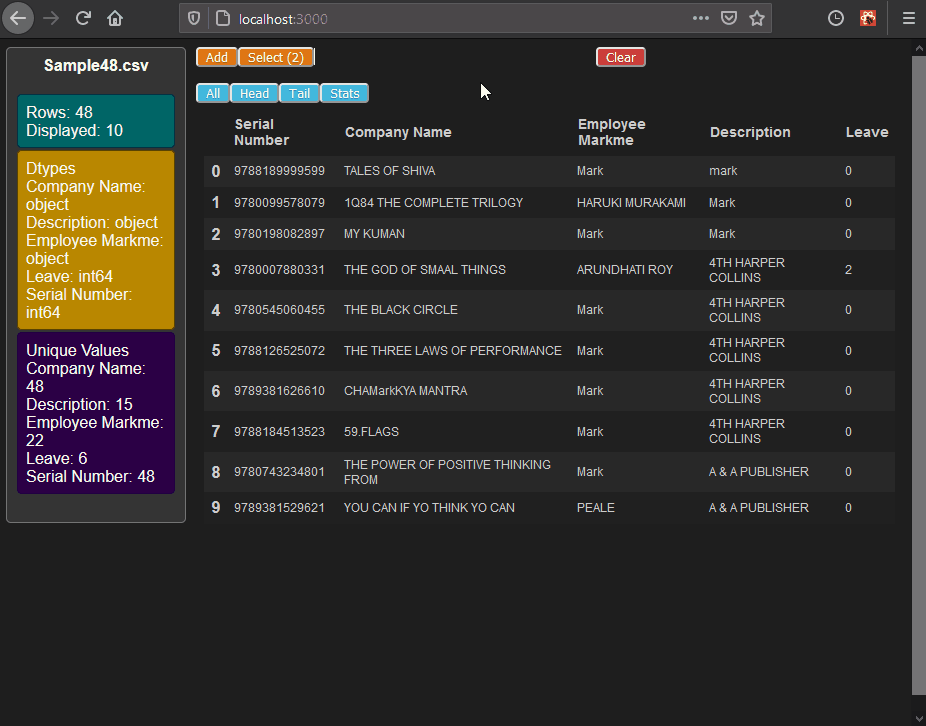 localhost:3000
Sample48.csv
Rows: 48
Displayed: 10
Dtypes
Company Name:
object
Description: object
Employee Markme:
object
Leave: int64
Serial Number:
int64
Unique Values
Company Name:
48
Description: 15
Employee Markme:
22
Leave: 6
Serial Number: 48
Add Select (2) Clear
All Head Tail Stats
Serial Number Company Name Employee Markme Description Leave
0 9788189999599 TALES OF SHIVA Mark mark 0
1 9780099578079 1Q84 THE COMPLETE TRILOGY HARUKI MURAKAMI Mark 0
2 9780198082897 MY KUMAN Mark Mark 0
3 9780007880331 THE GOD OF SMAAL THINGS ARUNDHATI ROY 4TH HARPER COLLINS 2
4 9780545060455 THE BLACK CIRCLE Mark 4TH HARPER COLLINS 0
5 9788126525072 THE THREE LAWS OF PERFORMANCE Mark 4TH HARPER COLLINS 0
6 9789381626610 CHAMarkKYA MANTRA Mark 4TH HARPER COLLINS 0
7 9788184513523 59.FLAGS Mark 4TH HARPER COLLINS 0
8 9780743234801 THE POWER OF POSITIVE THINKING FROM Mark A & A PUBLISHER 0
9 9789381529621 YOU CAN IF YO THINK YO CAN PEALE A & A PUBLISHER 0